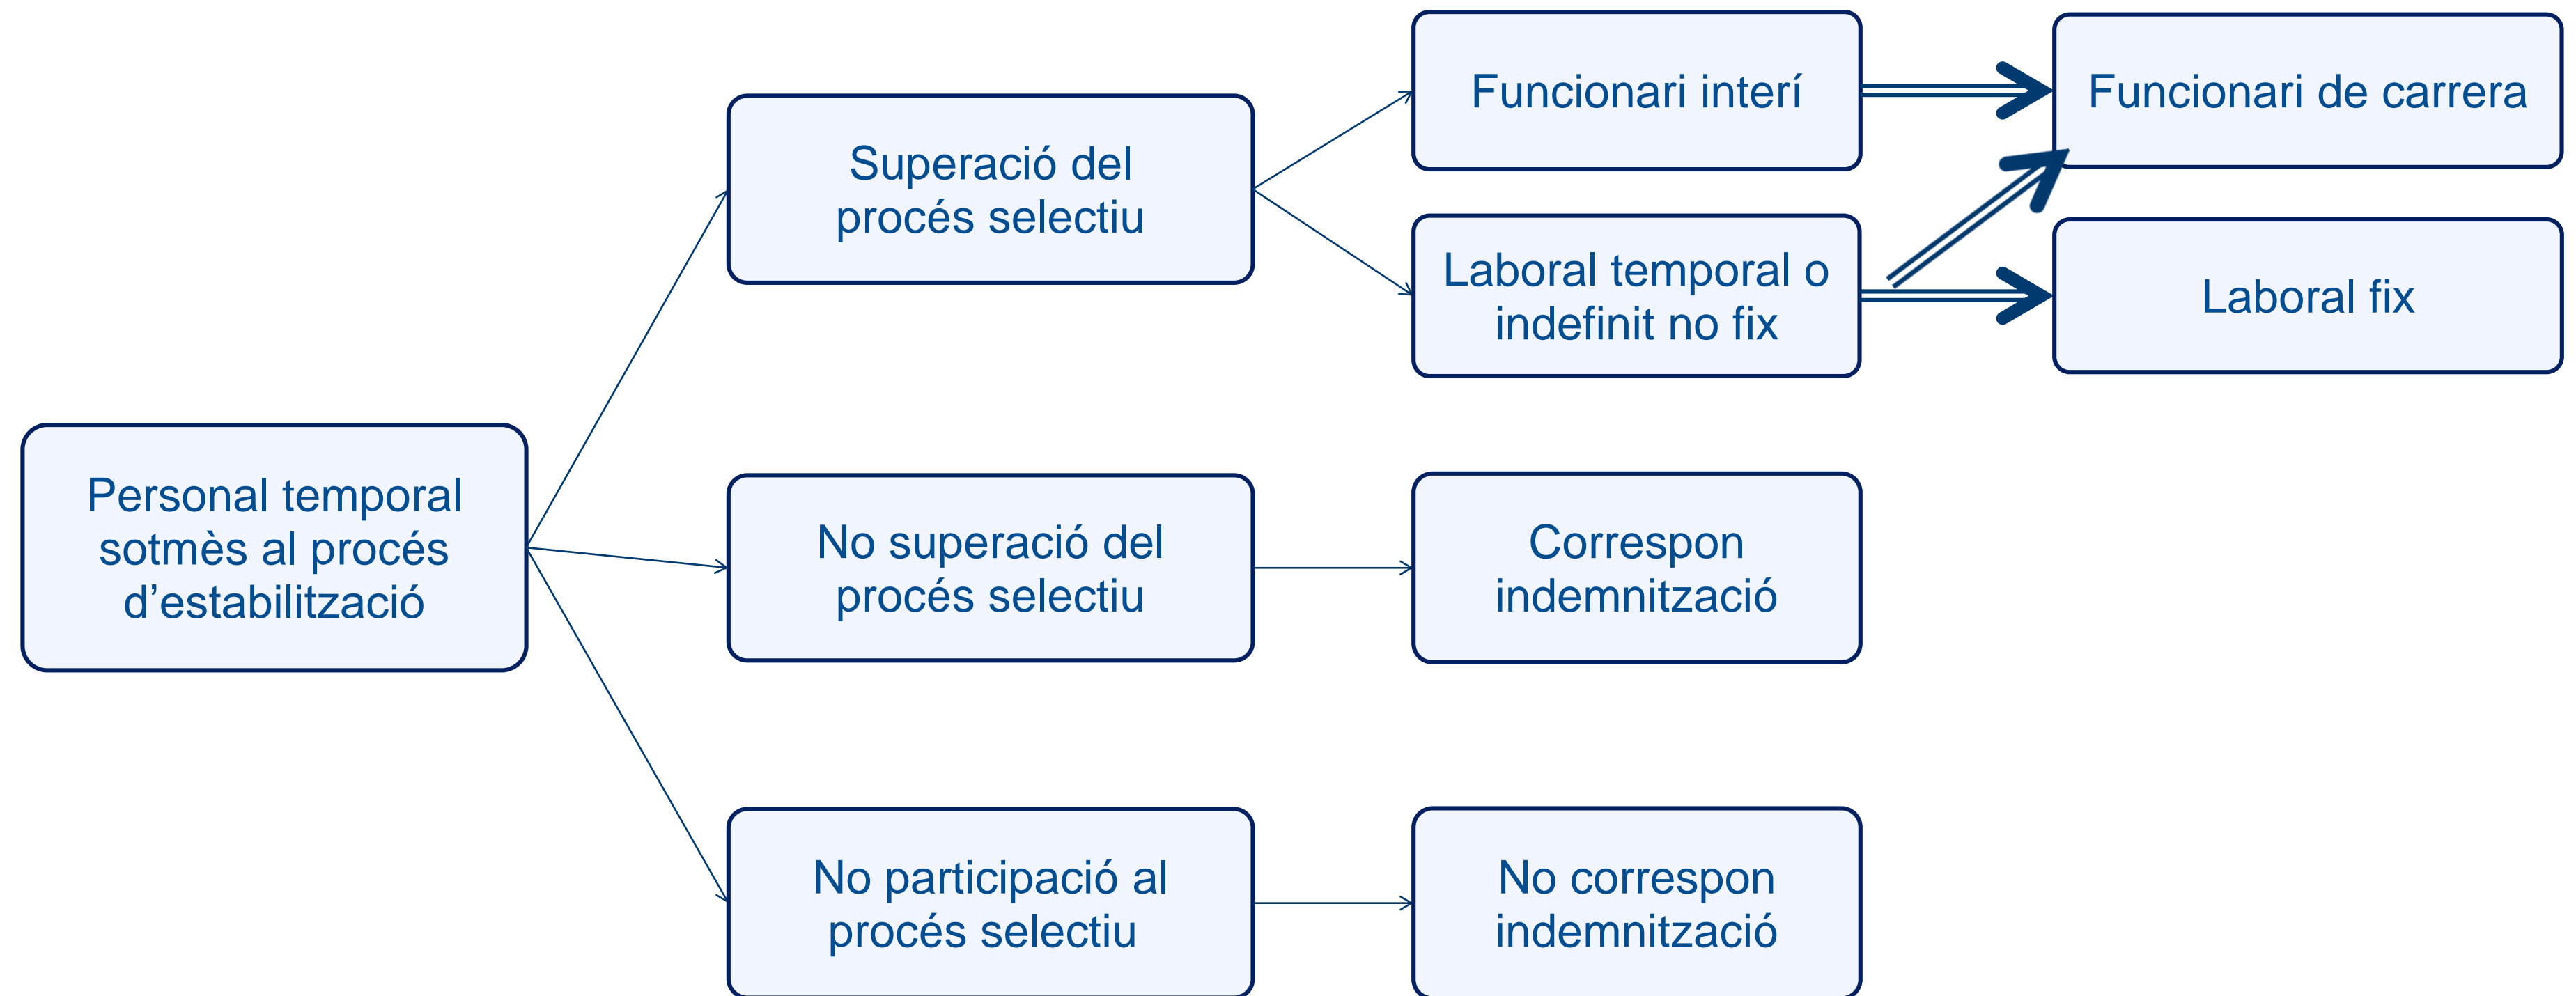 Personal temporal
sotmès al procés
d’estabilització
Superació del
procés selectiu
Funcionari interí
Funcionari de carrera
Laboral temporal o
indefinit no fix
Laboral fix
No superació del
procés selectiu
Correspon
indemnització
No participació al
procés selectiu
No correspon
indemnització